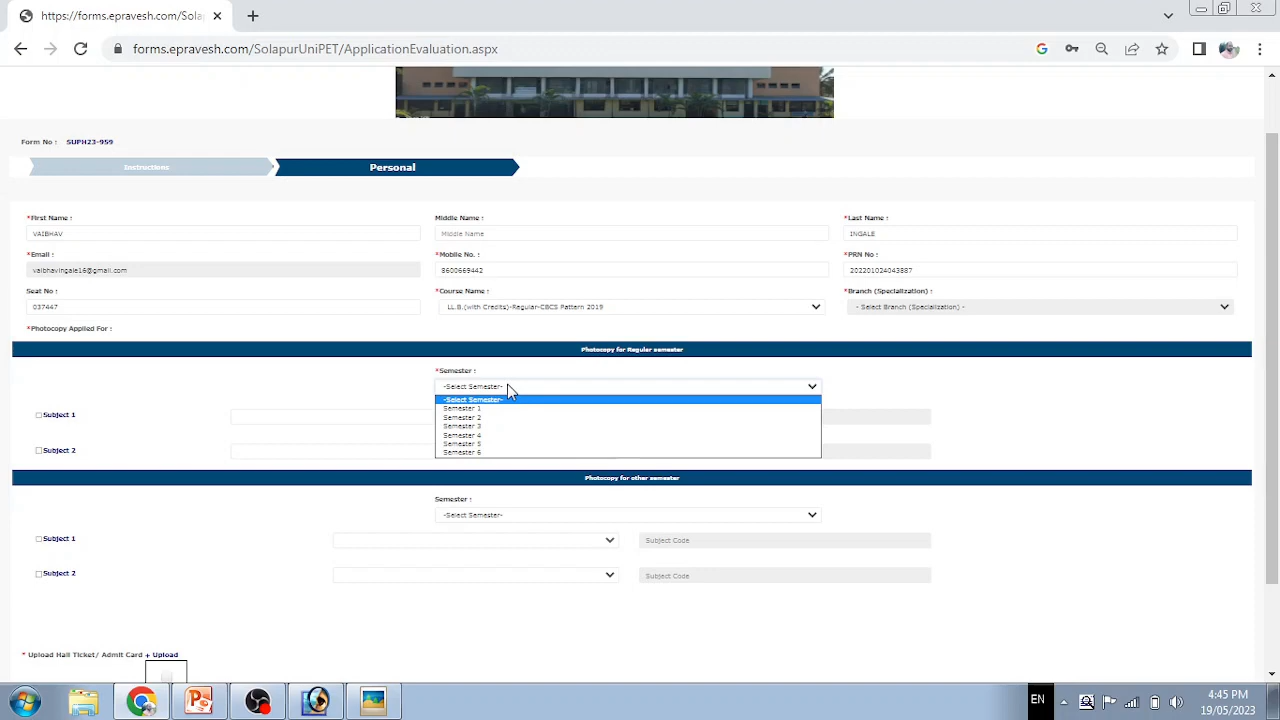 https://forms.epravesh.com/Sola
forms.epravesh.com/SolapurUniPET/ApplicationEvaluation.aspx
Form No : SUPH23-959
Instructions
Personal
*First Name :
Middle Name :
*Last Name :
VAIBHAV
Middle Name
INGALE
*Email :
*Mobile No. :
*PRN No :
vaibhavingale16@gmail.com
8600669442
202201024043887
Seat No
*Course Name :
*Branch (Specialization) :
037447
LL.B.(with Credits)-Regular-CBCS Pattern 2019
- Select Branch (Specialization) -
*Photocopy Applied For :
Photocopy for Regular semester
*Semester :
-Select Semester-
-Select Semester-
Semester 1
Semester 2
Semester 3
Semester 4
Semester 5
Semester 6
Subject 1
Subject 2
Photocopy for other semester
Semester :
-Select Semester-
Subject 1
Subject Code
Subject 2
Subject Code
* Upload Hall Ticket/ Admit Card + Upload
EN
4:45 PM
19/05/2023